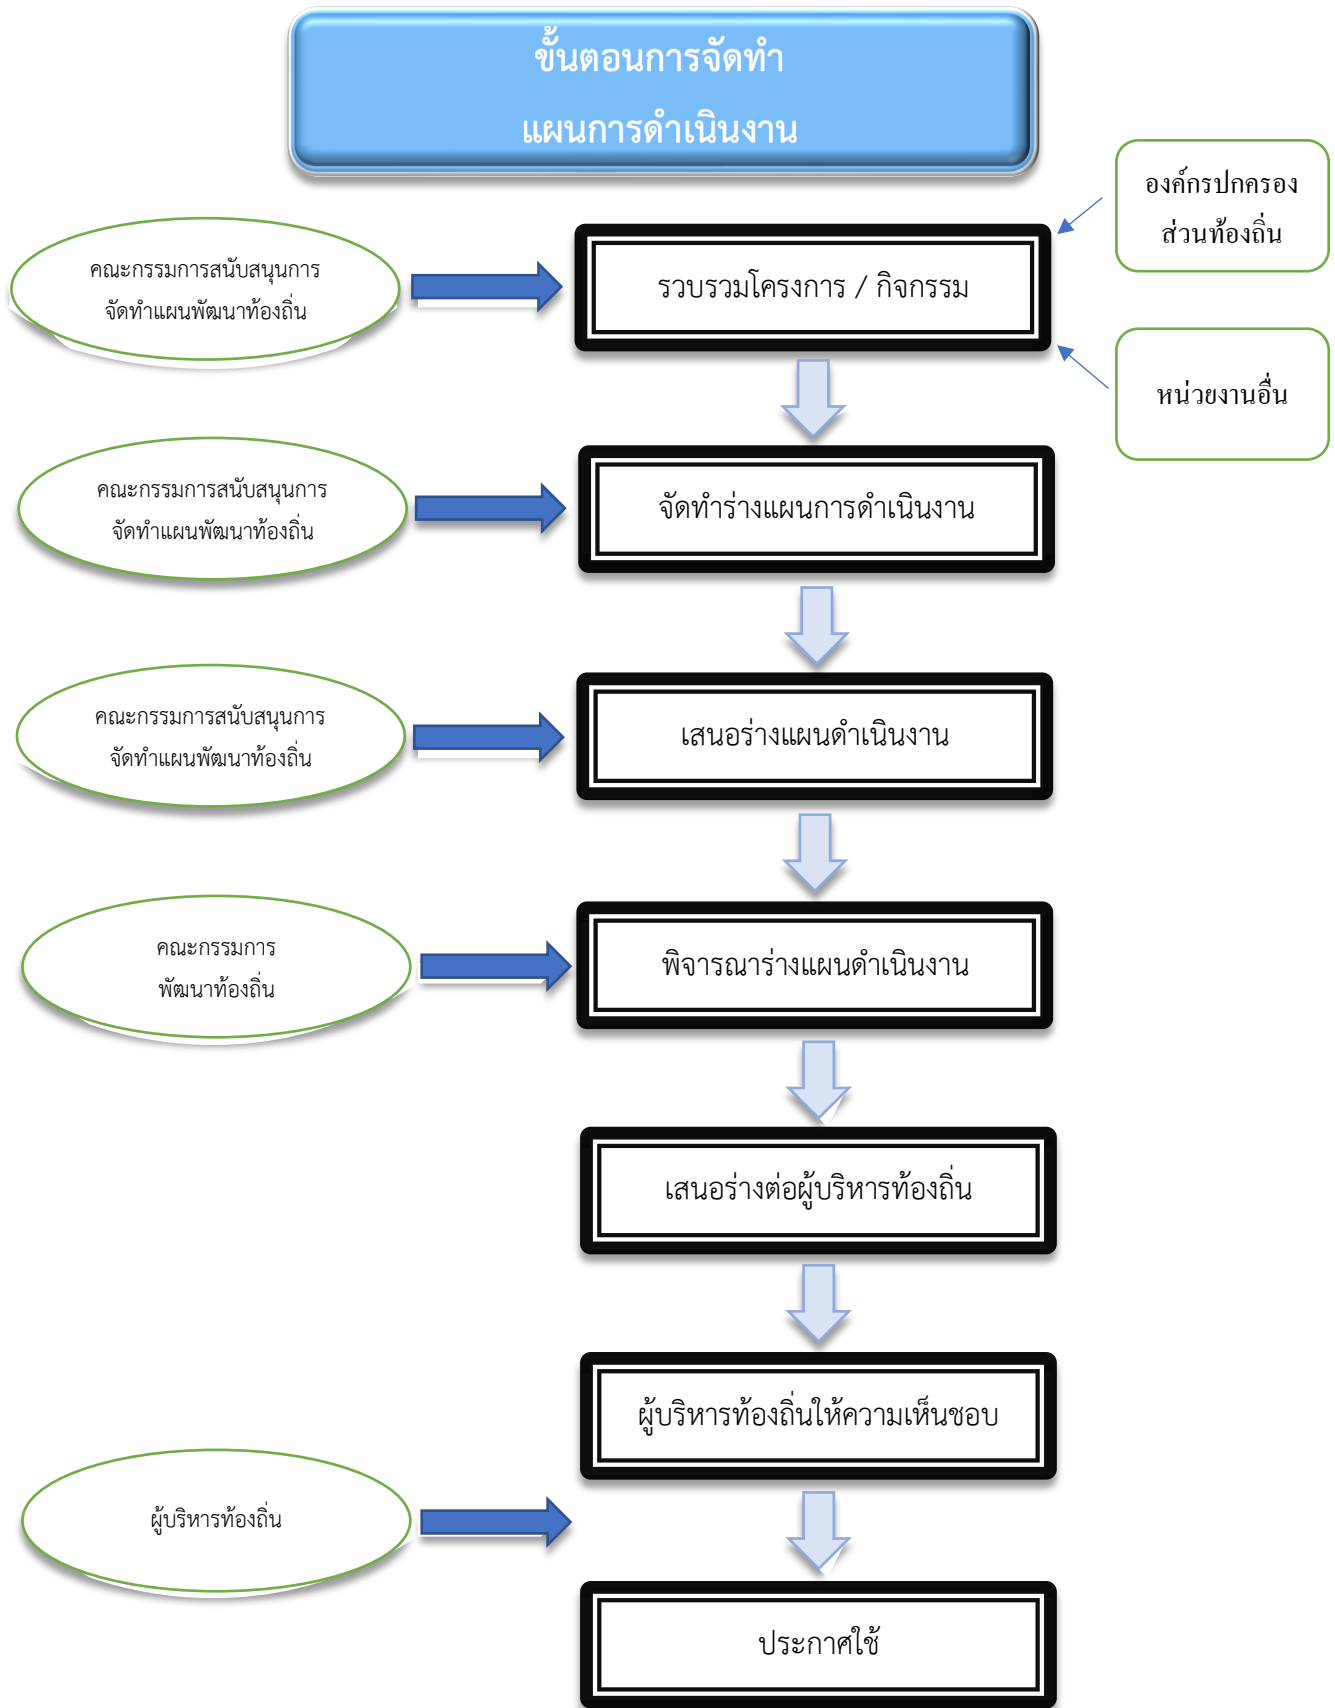 ขั้นตอนการจัดทำ
แผนการดำเนินงาน
องค์กรปกครอง
ส่วนท้องถิ่น
คณะกรรมการสนับสนุนการ
จัดทำแผนพัฒนาท้องถิ่น
รวบรวมโครงการ / กิจกรรม
หน่วยงานอื่น
คณะกรรมการสนับสนุนการ
จัดทำแผนพัฒนาท้องถิ่น
จัดทำร่างแผนการดำเนินงาน
คณะกรรมการสนับสนุนการ
จัดทำแผนพัฒนาท้องถิ่น
เสนอร่างแผนดำเนินงาน
คณะกรรมการ
พัฒนาท้องถิ่น
พิจารณาร่างแผนดำเนินงาน
เสนอร่างต่อผู้บริหารท้องถิ่น
ผู้บริหารท้องถิ่นให้ความเห็นชอบ
ผู้บริหารท้องถิ่น
ประกาศใช้